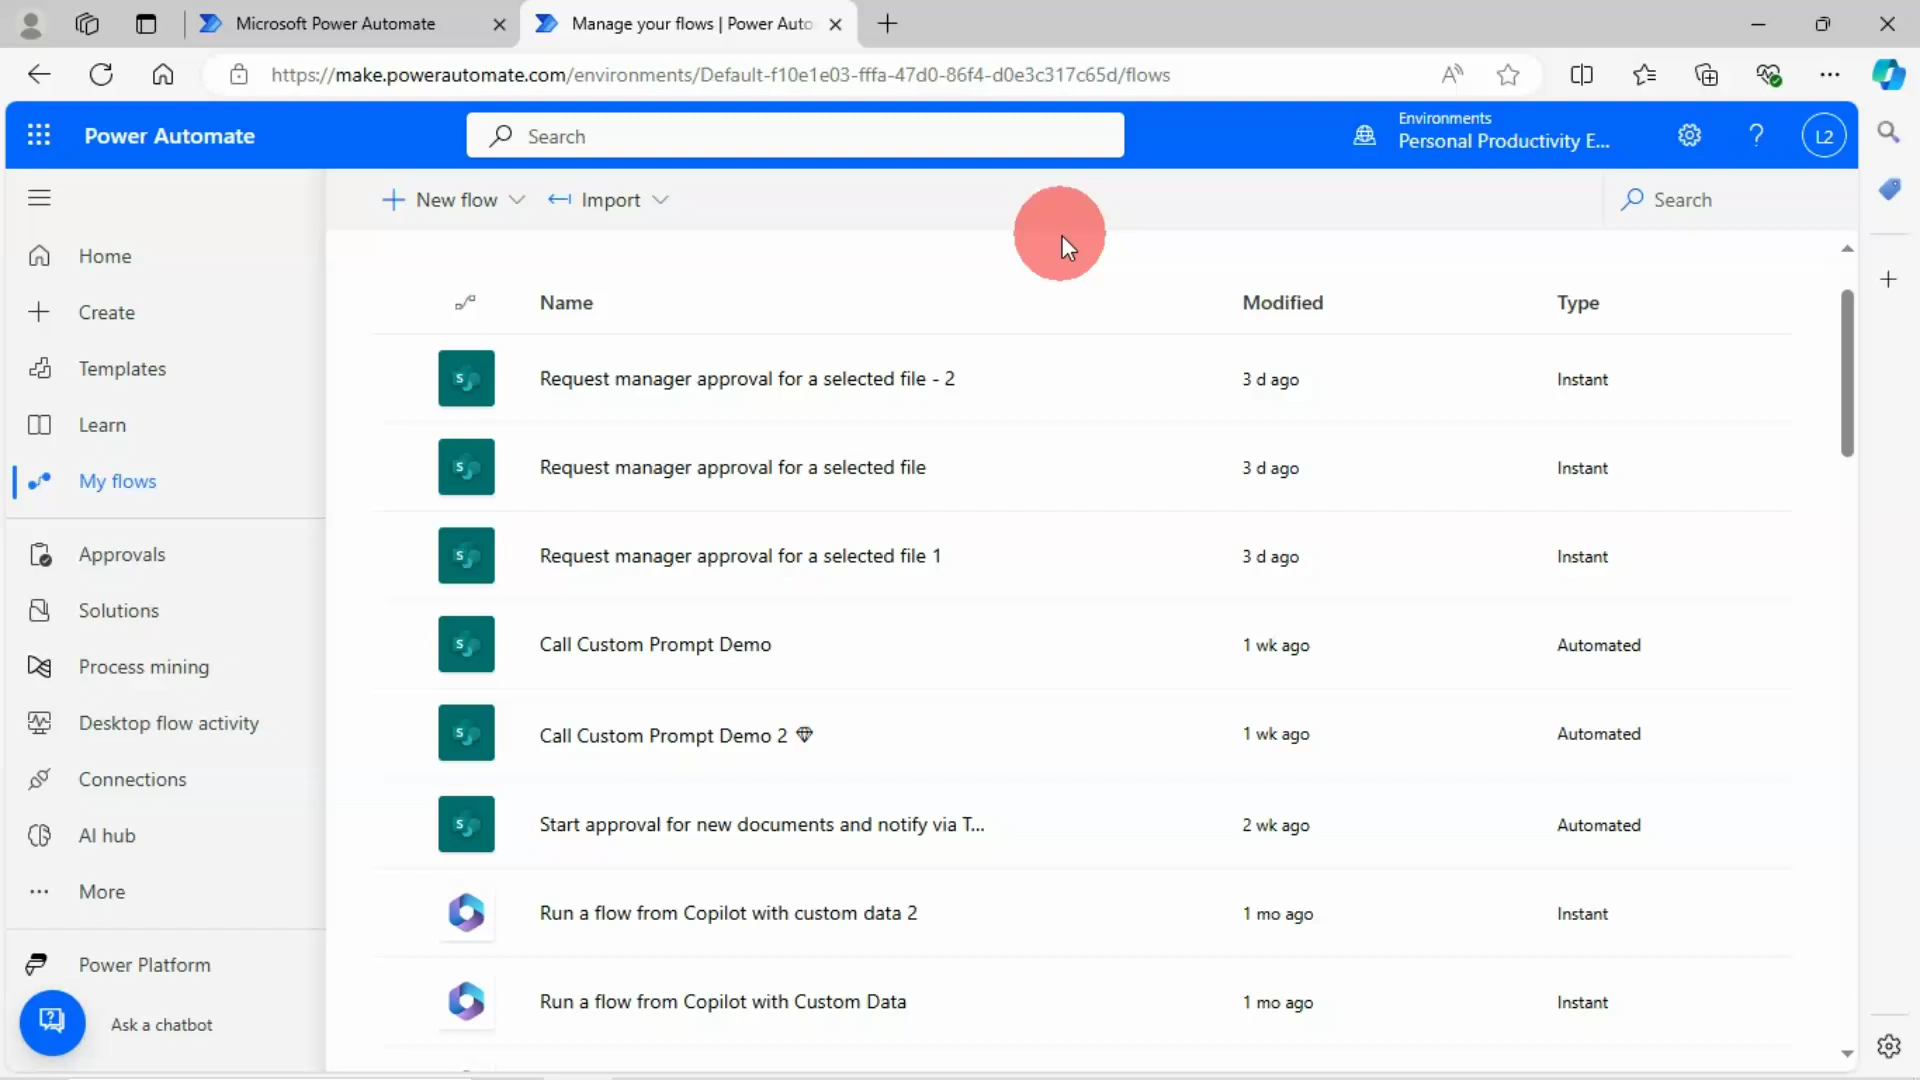 Microsoft Power Automate
Manage your flows | Power Auto
https://make.powerautomate.com/environments/Default-f10e1e03-fffa-47d0-86f4-d0e3c317c65d/flows
Power Automate
Search
Environments
Personal Productivity E...
?
L2
New flow
Import
Search
Home
Create
Templates
Learn
My flows
Approvals
Solutions
Process mining
Desktop flow activity
Connections
AI hub
More
Power Platform
Ask a chatbot
Name Modified Type
Request manager approval for a selected file - 2 3 d ago Instant
Request manager approval for a selected file 3 d ago Instant
Request manager approval for a selected file 1 3 d ago Instant
Call Custom Prompt Demo 1 wk ago Automated
Call Custom Prompt Demo 2 1 wk ago Automated
Start approval for new documents and notify via T... 2 wk ago Automated
Run a flow from Copilot with custom data 2 1 mo ago Instant
Run a flow from Copilot with Custom Data 1 mo ago Instant